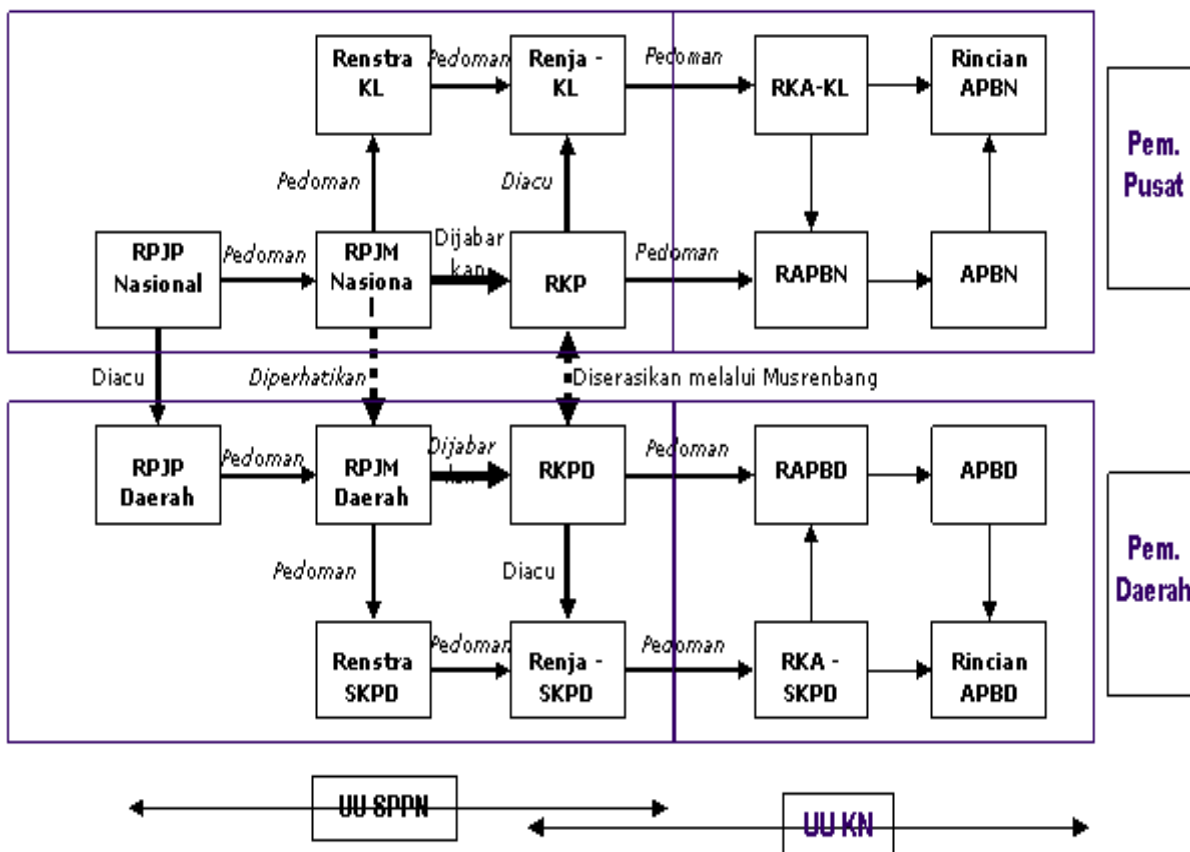 Renstra
KL
Pedoman
Renja -
KL
Pedoman
RKA-KL
Rincian
APBN
Pem.
Pusat
Pedoman
Diacu
RPJP
Nasional
Pedoman
RPJM
Nasiona
Dijabar
kan
RKP
Pedoman
RAPBN
APBN
Diacu
Diperhatikan
Diserasikan melalui Musrenbang
RPJP
Daerah
Pedoman
RPJM
Daerah
Dijabar
kan
RKPD
Pedoman
RAPBD
APBD
Pem.
Daerah
Pedoman
Diacu
Renstra
SKPD
Pedoman
Renja -
SKPD
Pedoman
RKA -
SKPD
Rincian
APBD
UU SPPN
UU KN